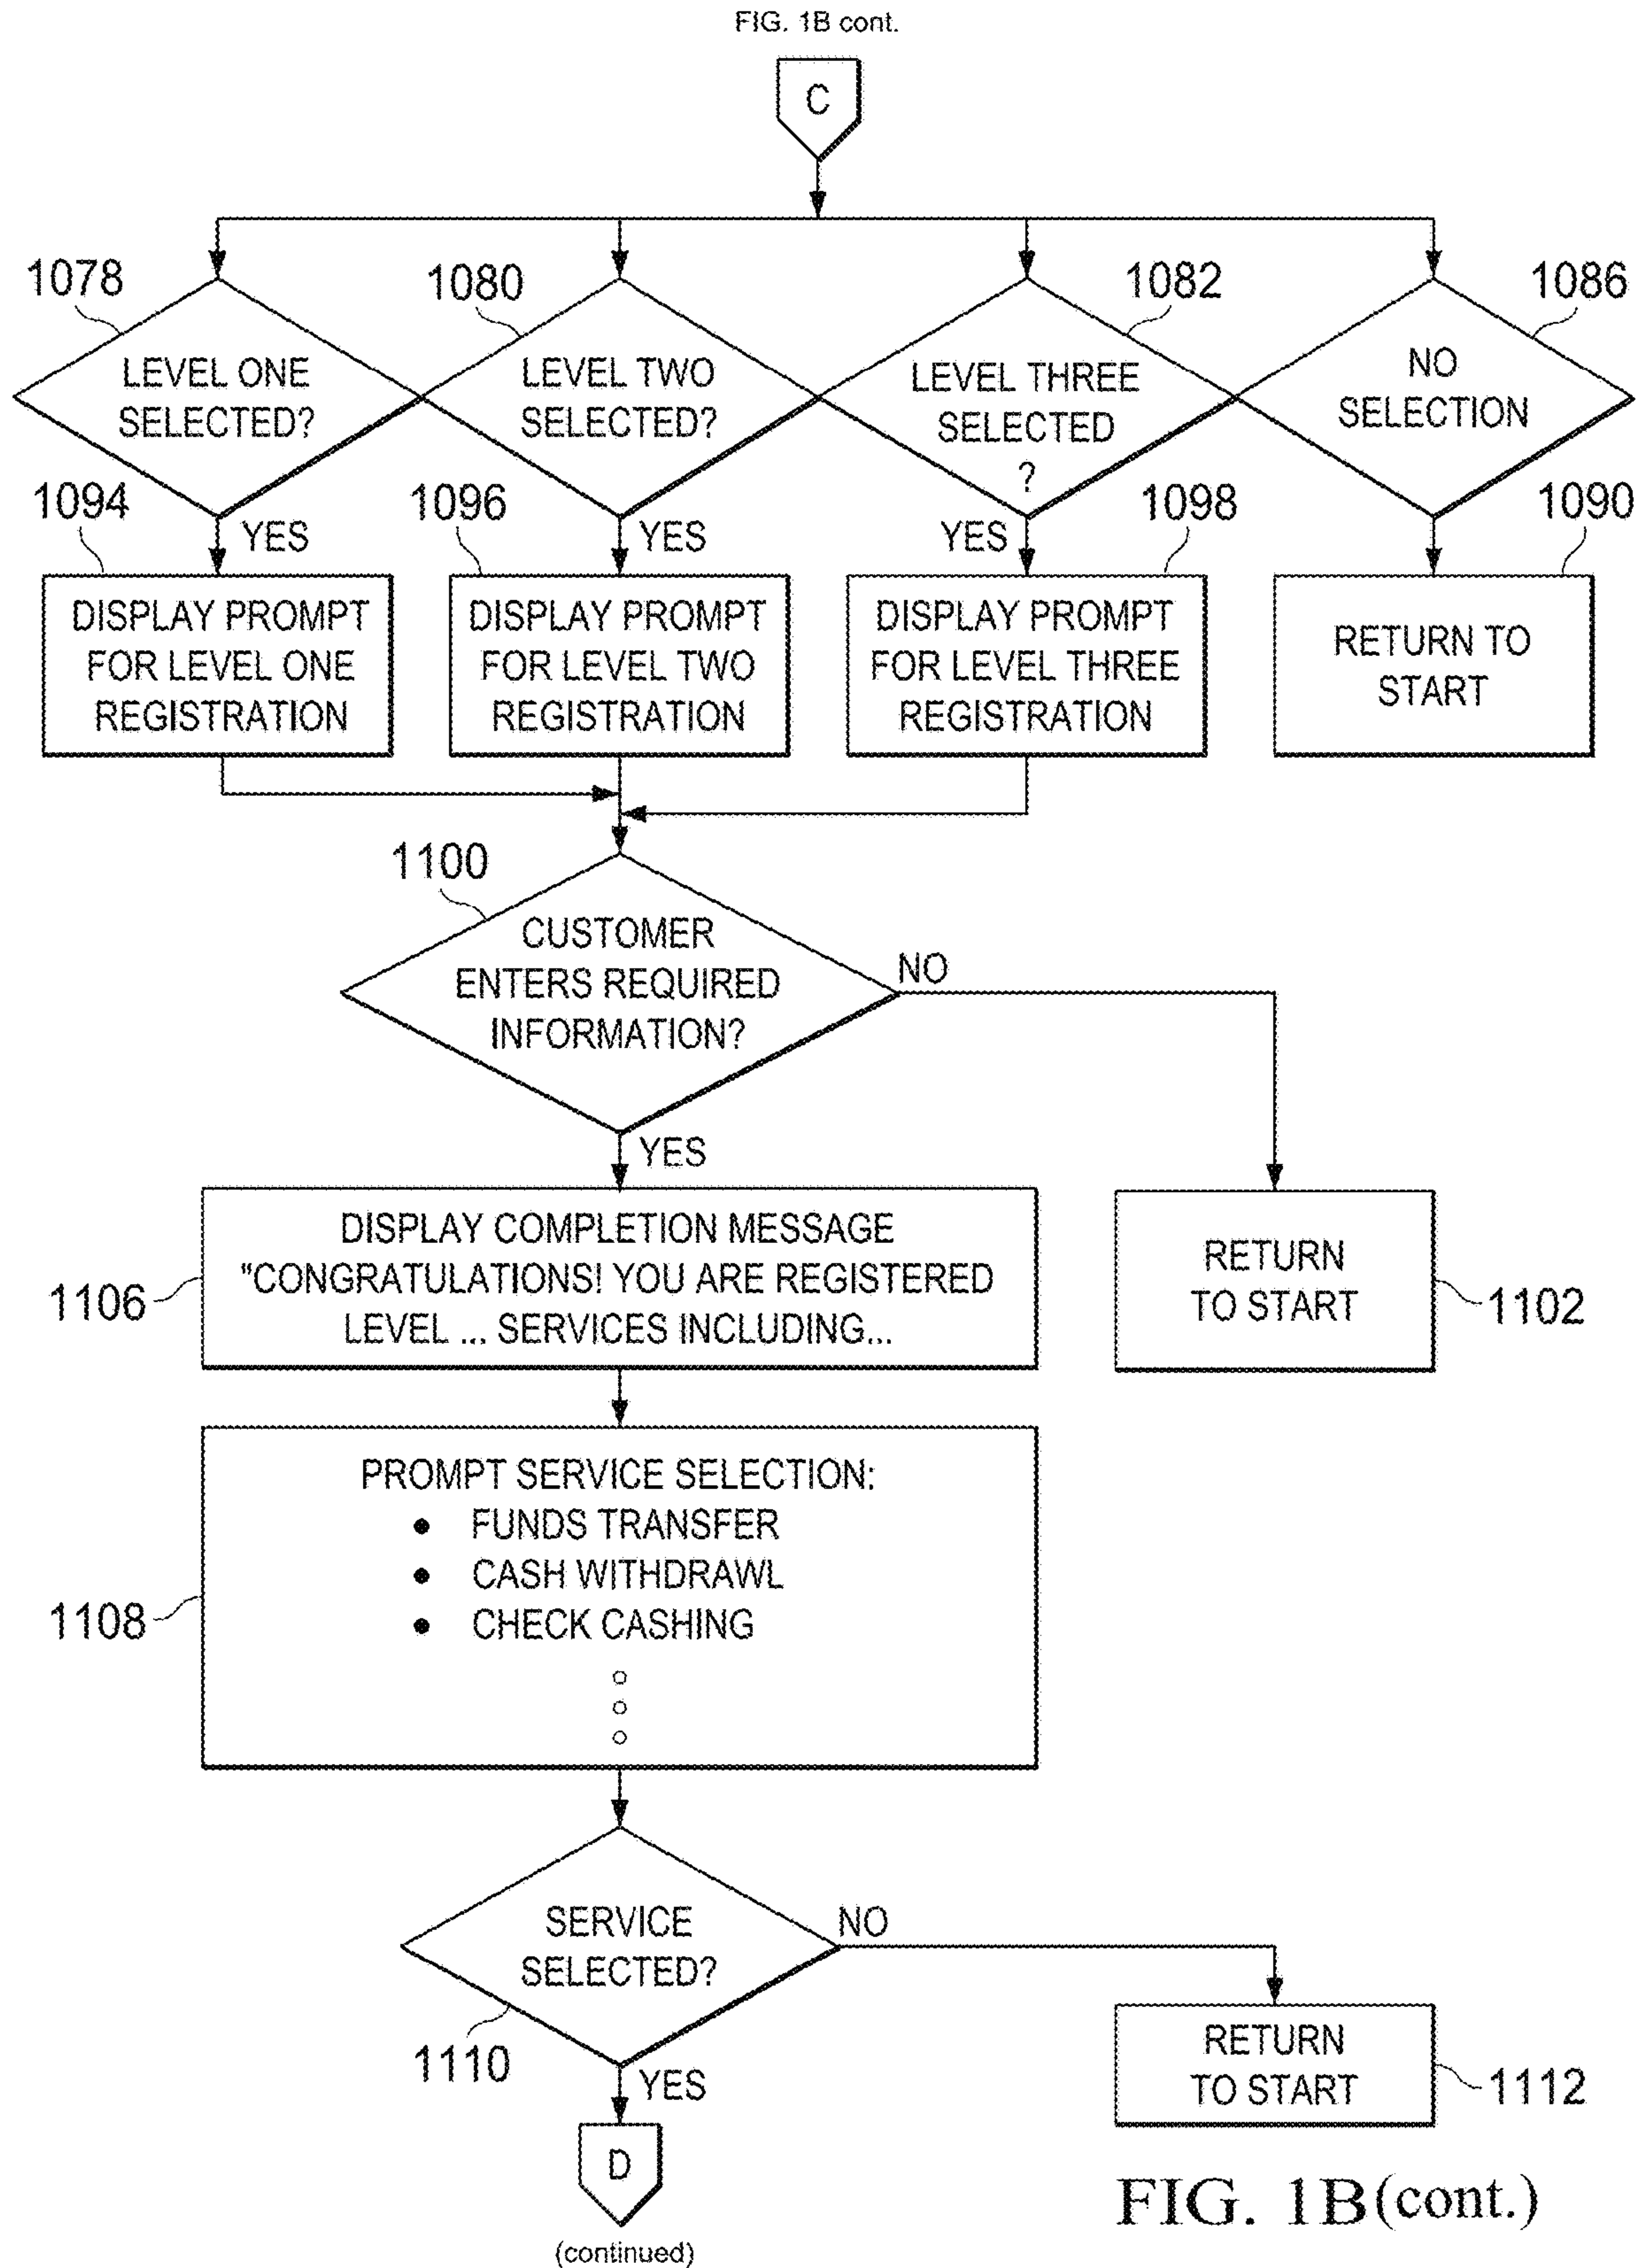 FIG. 1B cont.
C
1078
1080
1082
1086
LEVEL ONE
SELECTED?
LEVEL TWO
SELECTED?
LEVEL THREE
SELECTED
?
NO
SELECTION
1094
YES
1096
YES
YES
1098
1090
DISPLAY PROMPT
FOR LEVEL ONE
REGISTRATION
DISPLAY PROMPT
FOR LEVEL TWO
REGISTRATION
DISPLAY PROMPT
FOR LEVEL THREE
REGISTRATION
RETURN TO
START
1100
CUSTOMER
ENTERS REQUIRED
INFORMATION?
NO
YES
DISPLAY COMPLETION MESSAGE
"CONGRATULATIONS! YOU ARE REGISTERED
LEVEL ... SERVICES INCLUDING...
1106
RETURN
TO START
1102
PROMPT SERVICE SELECTION:
• FUNDS TRANSFER
• CASH WITHDRAWL
• CHECK CASHING
1108
SERVICE
SELECTED?
NO
1110
YES
RETURN
TO START
1112
D
(continued)
FIG. 1B(cont.)